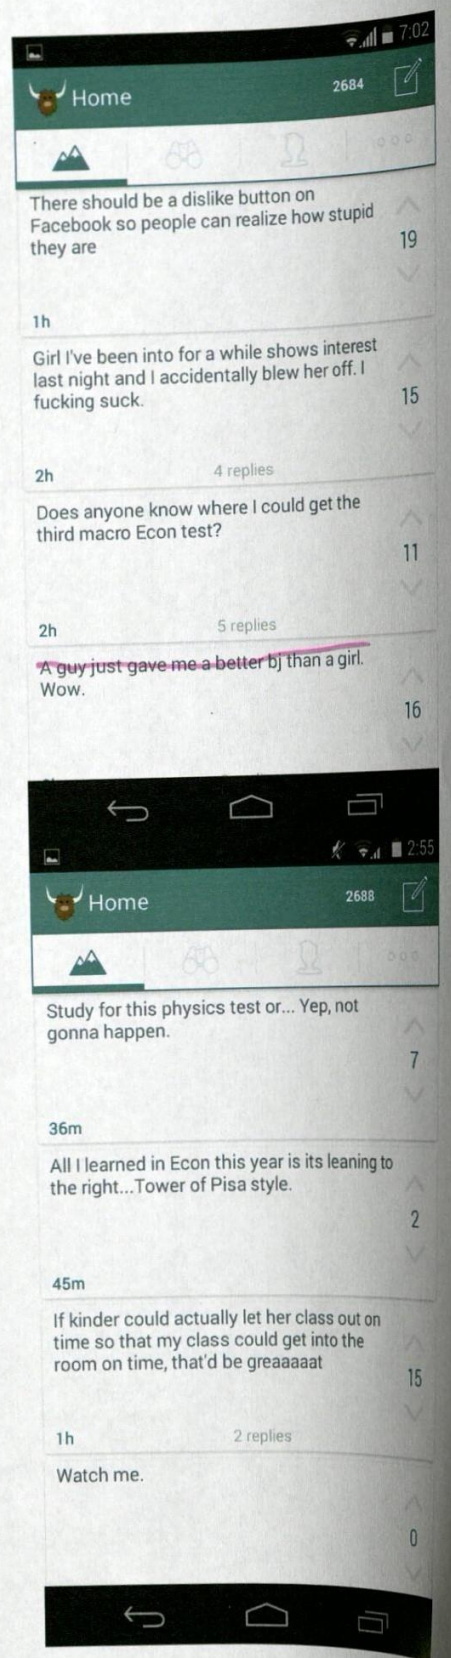 7:02
Home
2684
There should be a dislike button on
Facebook so people can realize how stupid
they are
19
1h
Girl I've been into for a while shows interest
last night and I accidentally blew her off. I
fucking suck.
15
2h
4 replies
Does anyone know where I could get the
third macro Econ test?
11
2h
5 replies
A guy just gave me a better bj than a girl.
Wow.
16
2:55
Home
2688
Study for this physics test or... Yep, not
gonna happen.
7
36m
All I learned in Econ this year is its leaning to
the right...Tower of Pisa style.
2
45m
If kinder could actually let her class out on
time so that my class could get into the
room on time, that'd be greaaaaat
15
1h
2 replies
Watch me.
0